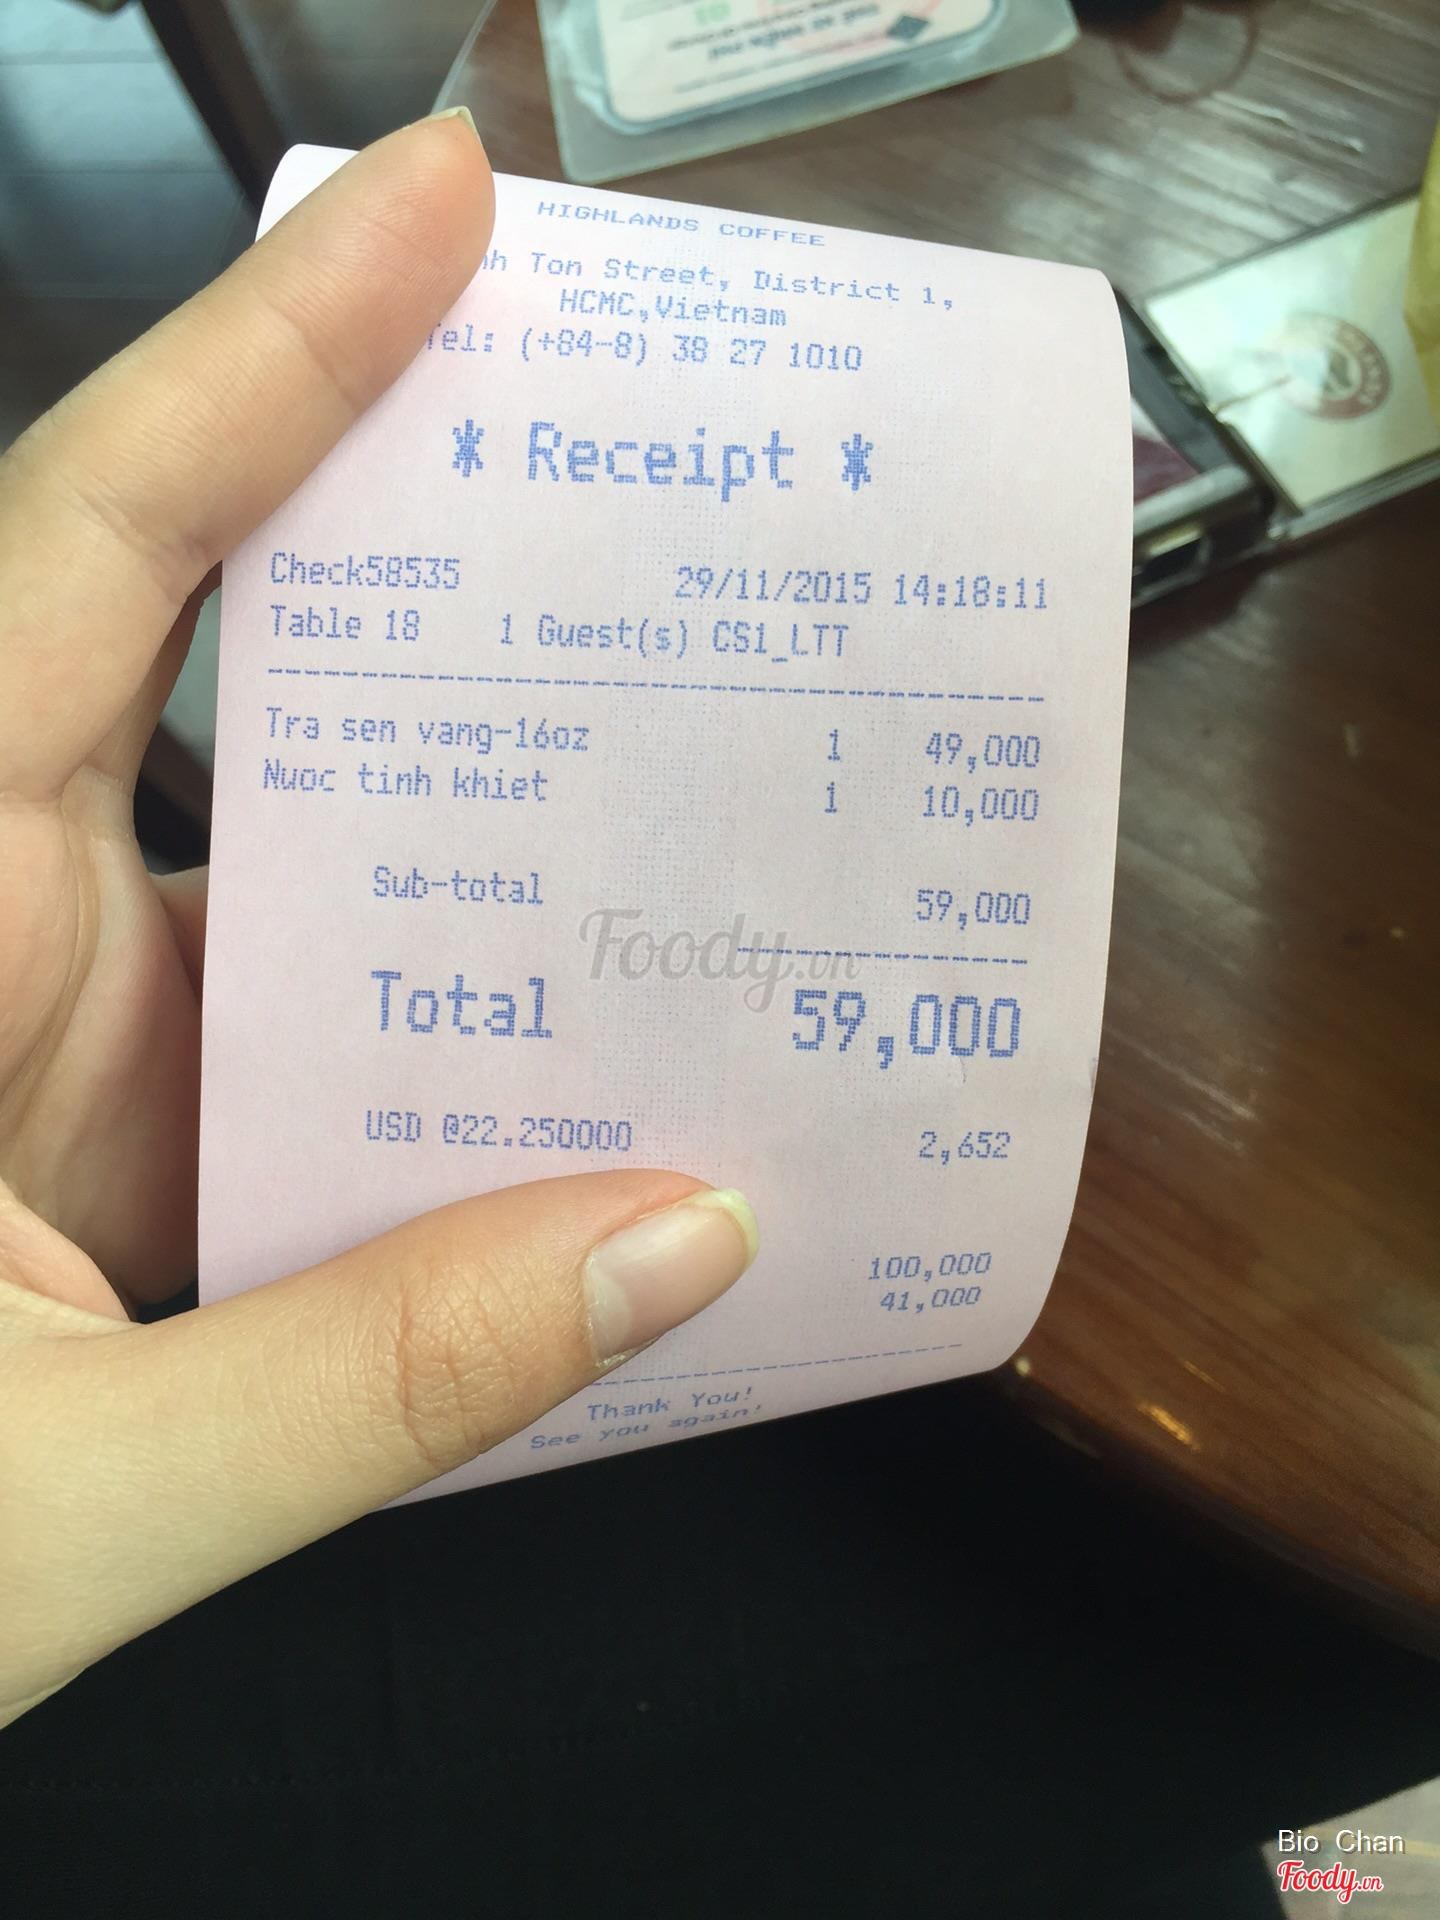 HIGHLANDS COFFEE
Ton Street, District 1,
HCMC,Vietnam
Tel: (+84-8) 38 27 1010
* Receipt *
Check58535 29/11/2015 14:18:11
Table 18 1 Guest(s) CS1_LTT
Tra sen vang-16oz 1 49,000
Nuoc tinh khiet 1 10,000
Sub-total 59,000
Foody.vn
Total 59,000
USD @22.250000 2,652
100,000
41,000
Thank You!
See you again!
Bio Chan
Foody.vn